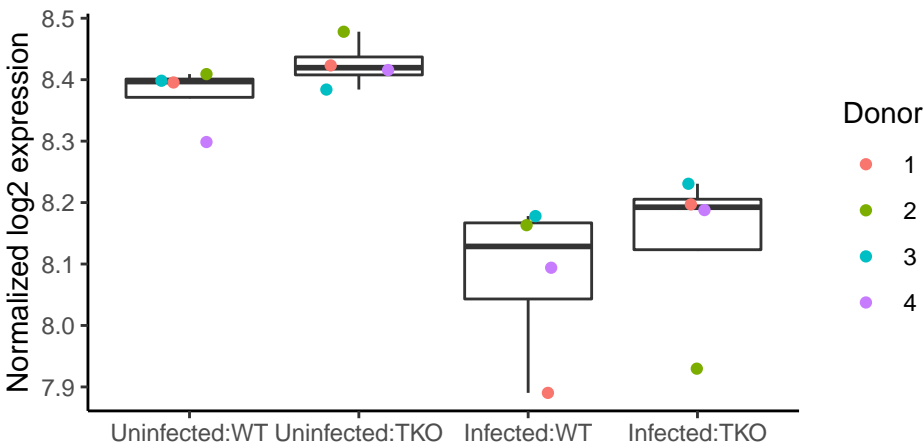 Normalized log2 expression
8.5
8.4
8.3
8.2
8.1
8.0
7.9
Uninfected:WT
Uninfected:TKO
Infected:WT
Infected:TKO
Donor
1
2
3
4